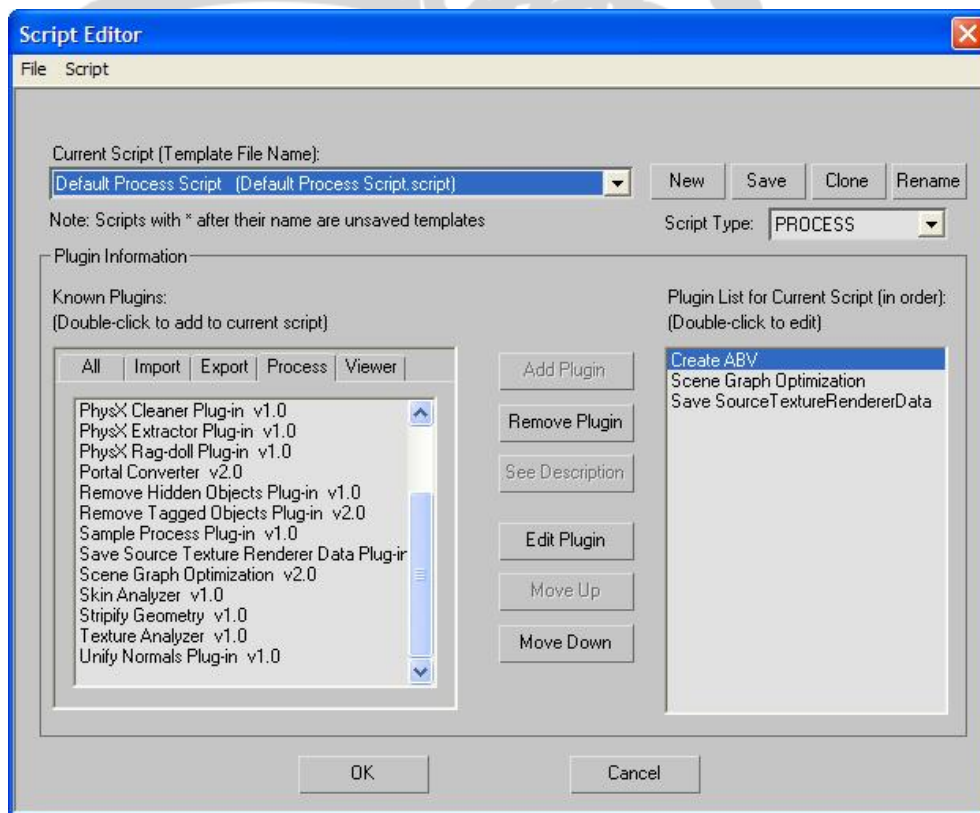 Script Editor
File Script
Current Script (Template File Name):
Default Process Script (Default Process Script.script)
New Save Clone Rename
Note: Scripts with * after their name are unsaved templates
Script Type: PROCESS
Plugin Information
Known Plugins:
(Double-click to add to current script)
All Import Export Process Viewer
PhysX Cleaner Plug-in v1.0
PhysX Extractor Plug-in v1.0
PhysX Rag-doll Plug-in v1.0
Portal Converter v2.0
Remove Hidden Objects Plug-in v1.0
Remove Tagged Objects Plug-in v2.0
Sample Process Plug-in v1.0
Save Source Texture Renderer Data Plug-in
Scene Graph Optimization v2.0
Skin Analyzer v1.0
Stripify Geometry v1.0
Texture Analyzer v1.0
Unify Normals Plug-in v1.0
Add Plugin
Remove Plugin
See Description
Edit Plugin
Move Up
Move Down
Plugin List for Current Script (in order):
(Double-click to edit)
Create ABV
Scene Graph Optimization
Save SourceTextureRendererData
OK Cancel